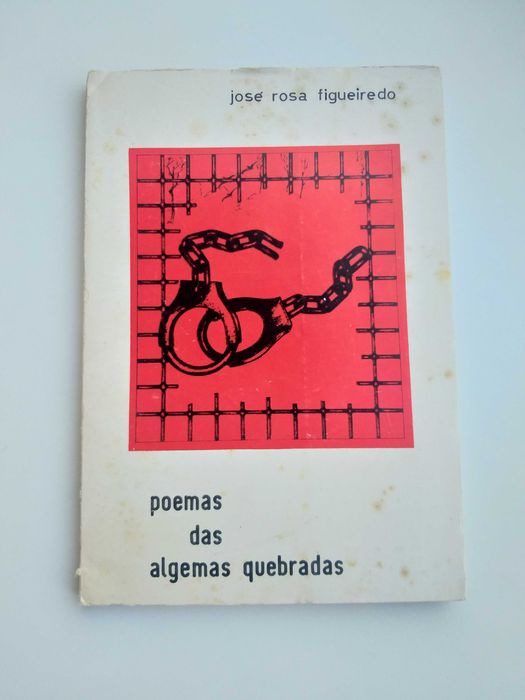 josé rosa figueiredo
poemas
das
algemas quebradas